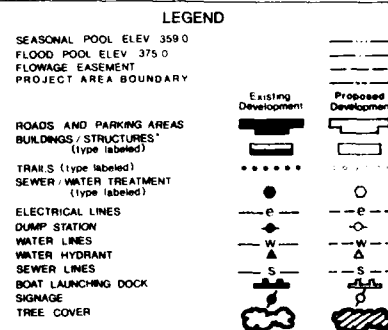 LEGEND
SEASONAL POOL ELEV 359.0
FLOOD POOL ELEV 375.0
FLOWAGE EASEMENT
PROJECT AREA BOUNDARY
Existing Proposed
Development Development
ROADS AND PARKING AREAS
BUILDINGS/STRUCTURES*
(type labeled)
TRAILS (type labeled)
SEWER/WATER TREATMENT
(type labeled)
ELECTRICAL LINES e e
DUMP STATION
WATER LINES w w
WATER HYDRANT
SEWER LINES s s
BOAT LAUNCHING DOCK
SIGNAGE
TREE COVER